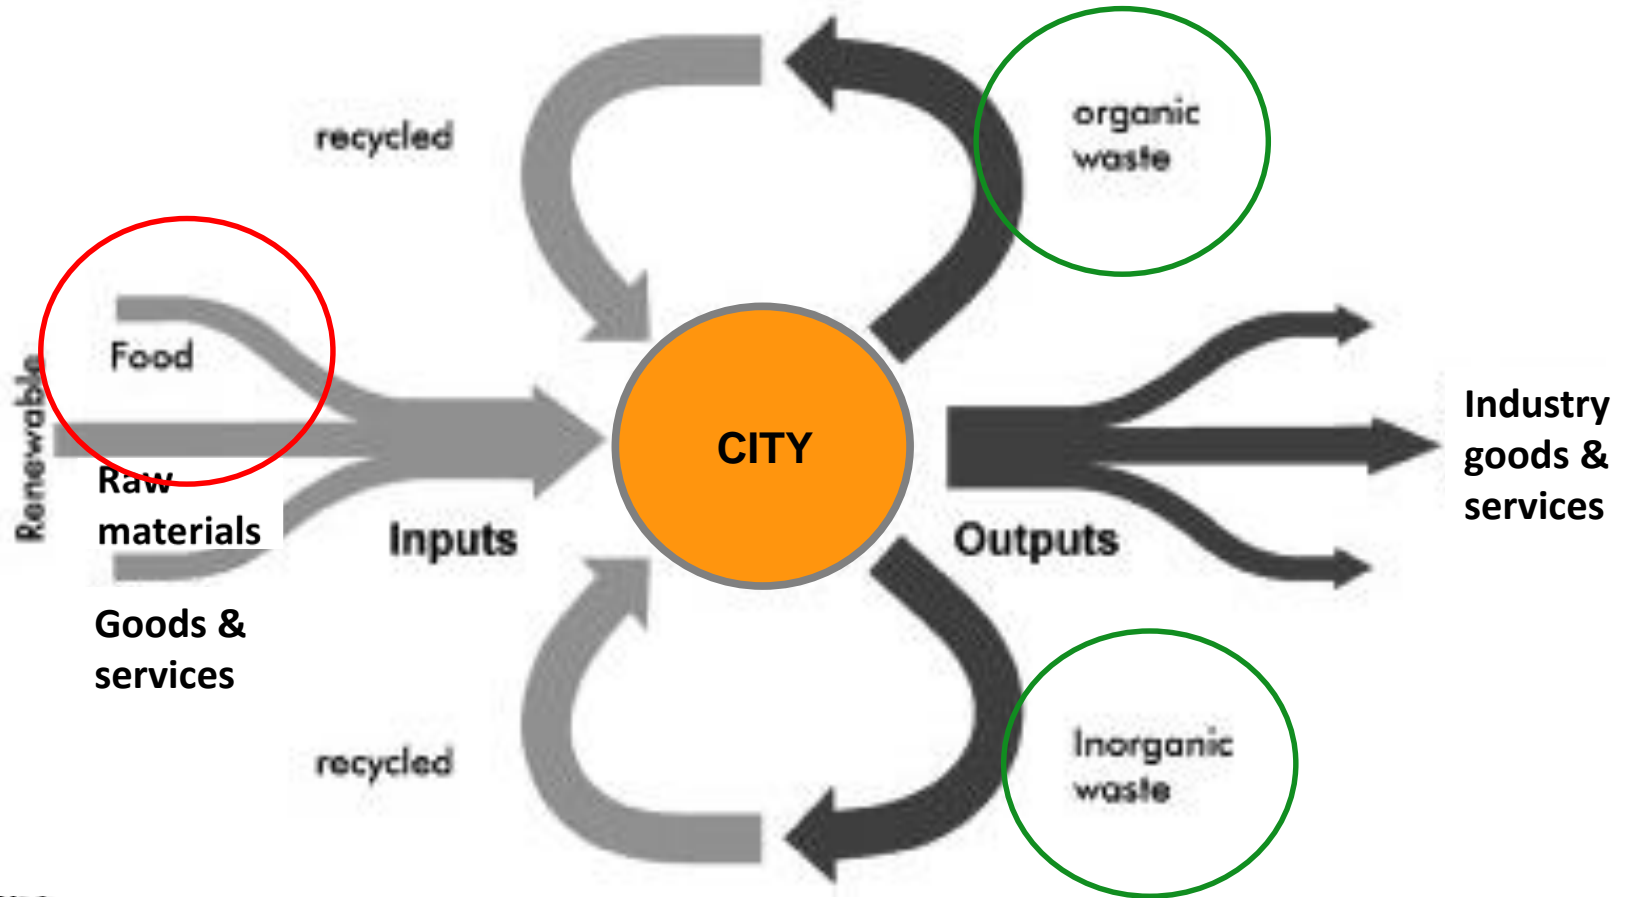 recycled
organic
waste
Renewable
Food
Raw
materials
Goods &
services
Inputs
CITY
Outputs
Industry
goods &
services
recycled
Inorganic
waste